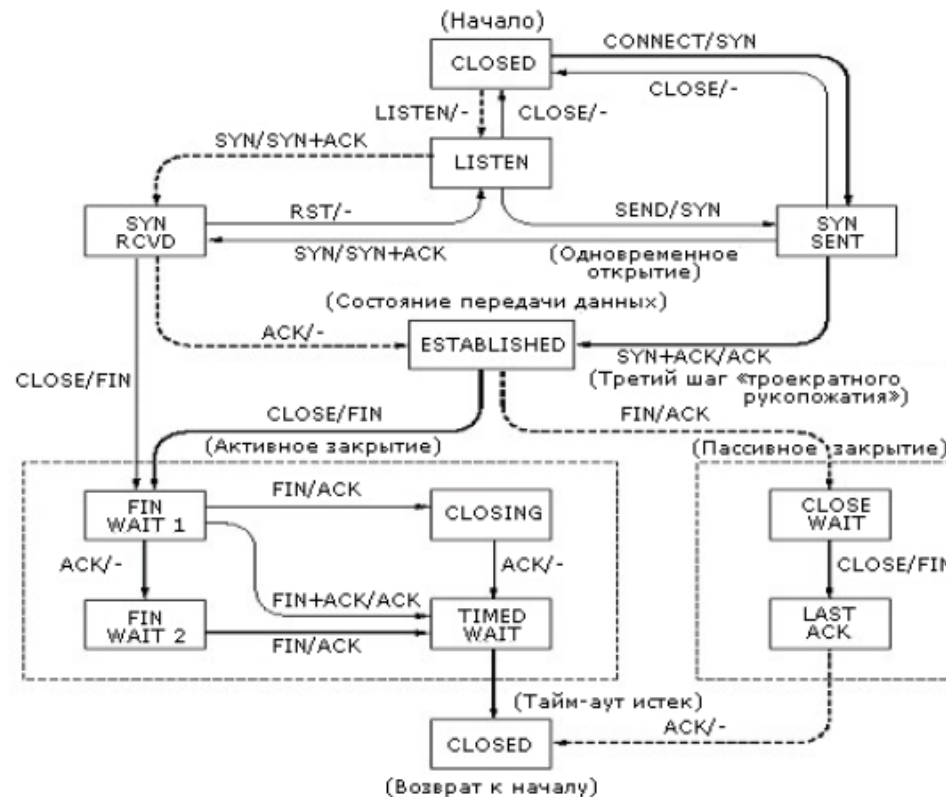 (Начало)
CLOSED
CONNECT/SYN
CLOSE/-
LISTEN/-
CLOSE/-
SYN/SYN+ACK
LISTEN
RST/-
SEND/SYN
SYN
RCVD
SYN
SENT
SYN/SYN+ACK
(Одновременное
открытие)
(Состояние передачи данных)
ACK/-
ESTABLISHED
SYN+ACK/ACK
(Третий шаг «троекратного
рукопожатия»)
CLOSE/FIN
CLOSE/FIN
FIN/ACK
(Активное закрытие)
(Пассивное закрытие)
FIN
WAIT 1
FIN/ACK
CLOSING
CLOSE
WAIT
ACK/-
ACK/-
CLOSE/FIN
FIN+ACK/ACK
FIN
WAIT 2
FIN/ACK
TIMED
WAIT
LAST
ACK
(Тайм-аут истек)
ACK/-
CLOSED
(Возврат к началу)